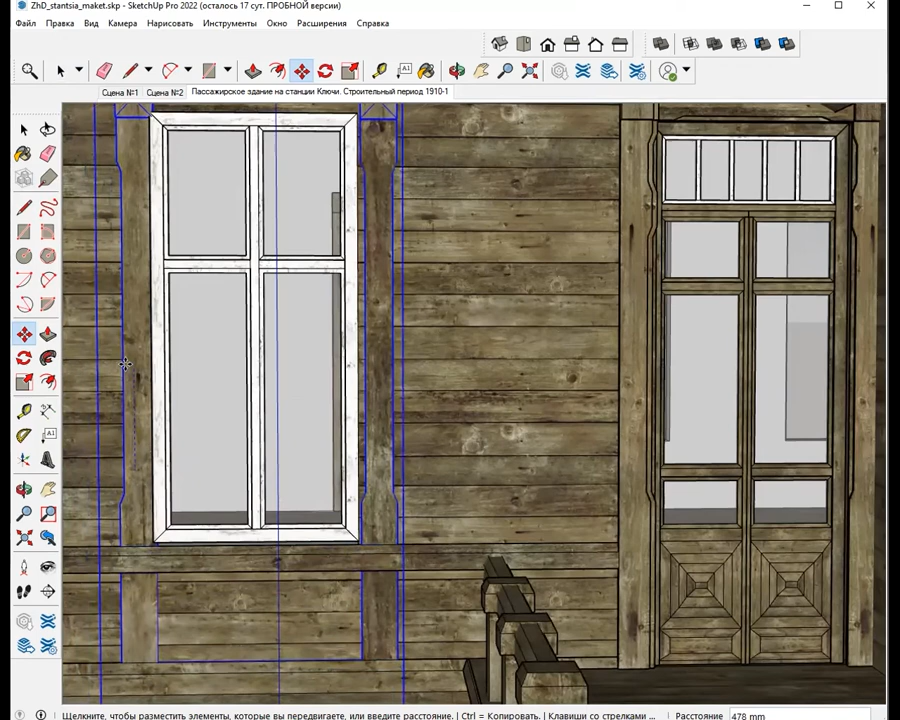 ZhD_stantsia_maket.skp - SketchUp Pro 2022 (осталось 17 сут. ПРОБНОЙ версии)
Файл Правка Вид Камера Нарисовать Инструменты Окно Расширения Справка
Сцена №1 Сцена №2 Пассажирское здание на станции Ключи. Строительный период 1910-1
Щелкните, чтобы разместить элементы, которые вы передвигаете, или введите расстояние. | Ctrl = Копировать. | Клавиши со стрелками ... Расстояние 478 mm